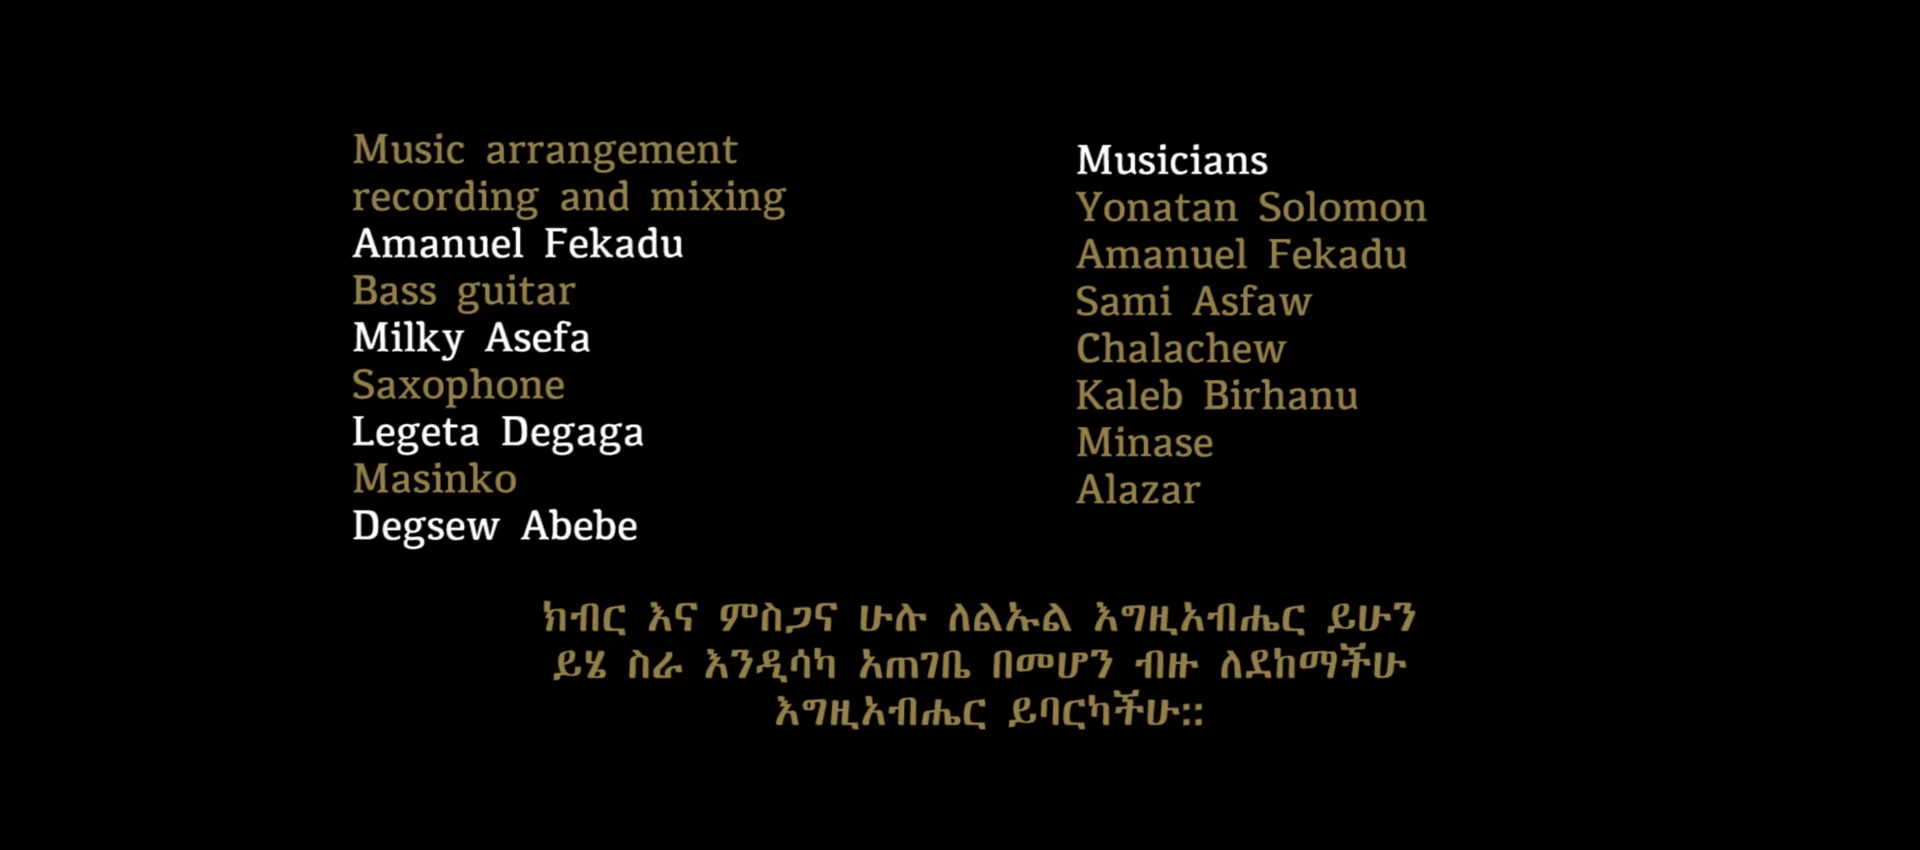 Music arrangement
recording and mixing
Amanuel Fekadu
Bass guitar
Milky Asefa
Saxophone
Legeta Degaga
Masinko
Degsew Abebe
Musicians
Yonatan Solomon
Amanuel Fekadu
Sami Asfaw
Chalachew
Kaleb Birhanu
Minase
Alazar
ክብር እና ምስጋና ሁሉ ለልኡል እግዚአብሔር ይሁን
ይሄ ስራ እንዲሳካ አጠገቤ በመሆን ብዙ ለደከማችሁ
እግዚአብሔር ይባርካችሁ::